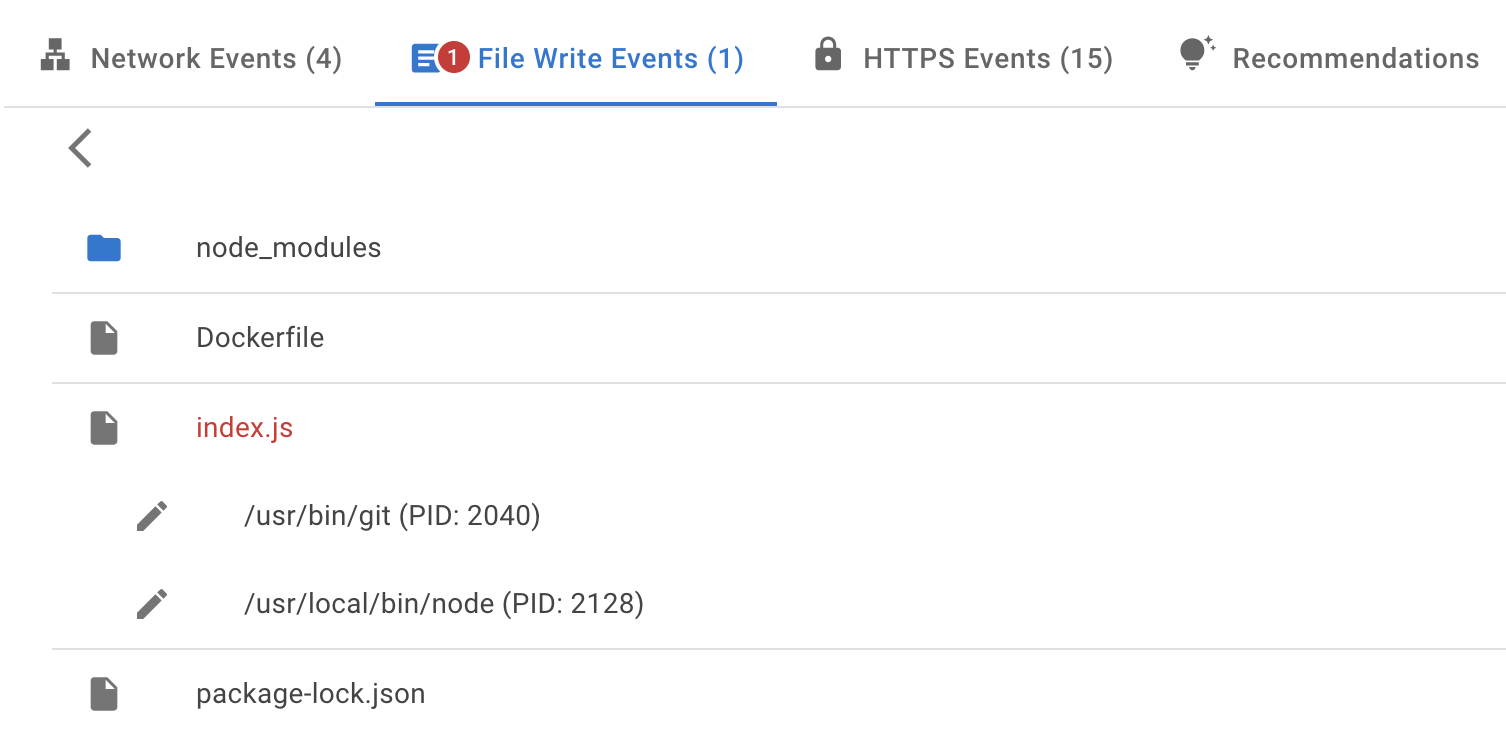 Network Events (4) 1 File Write Events (1) HTTPS Events (15) Recommendations
node_modules
Dockerfile
index.js
/usr/bin/git (PID: 2040)
/usr/local/bin/node (PID: 2128)
package-lock.json